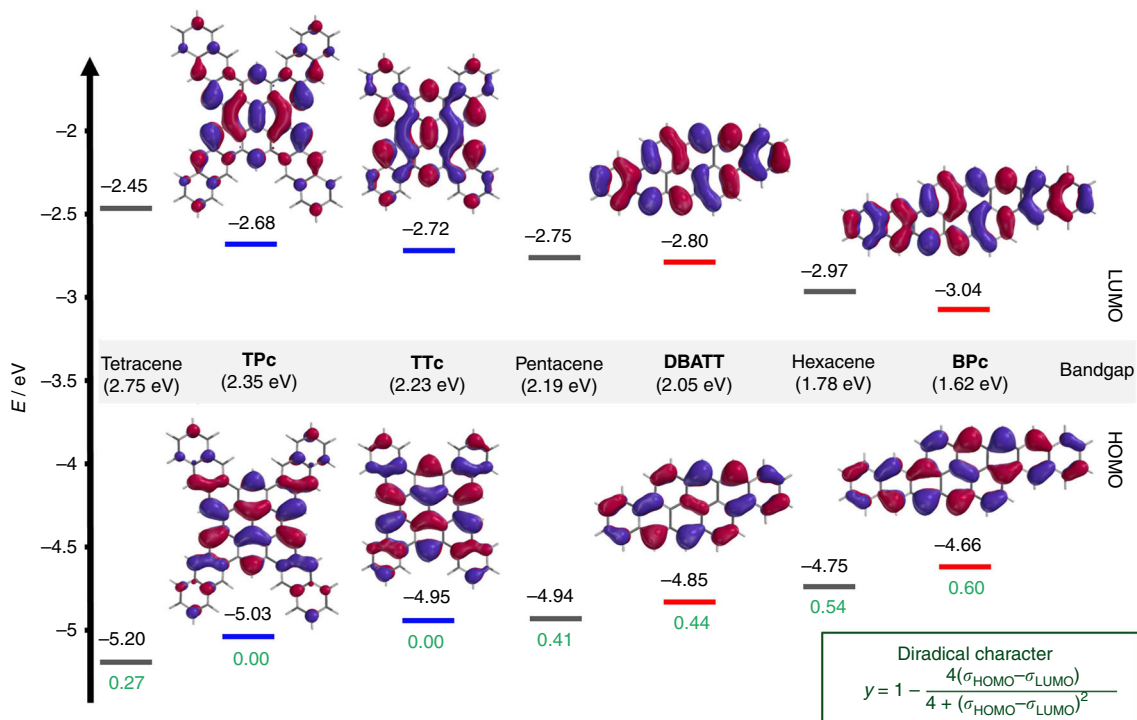 –2.45
–2.68
–2.72
–2.75
–2.80
–2.97
–3.04
LUMO
E / eV
–2
–2.5
–3
–3.5
–4
–4.5
–5
Tetracene
(2.75 eV)
TPc
(2.35 eV)
TTc
(2.23 eV)
Pentacene
(2.19 eV)
DBATT
(2.05 eV)
Hexacene
(1.78 eV)
BPc
(1.62 eV)
Bandgap
HOMO
–5.20
0.27
–5.03
0.00
–4.95
0.00
–4.94
0.41
–4.85
0.44
–4.75
0.54
–4.66
0.60
Diradical character
y = 1 – 4(σHOMO–σLUMO) / 4 + (σHOMO–σLUMO)²